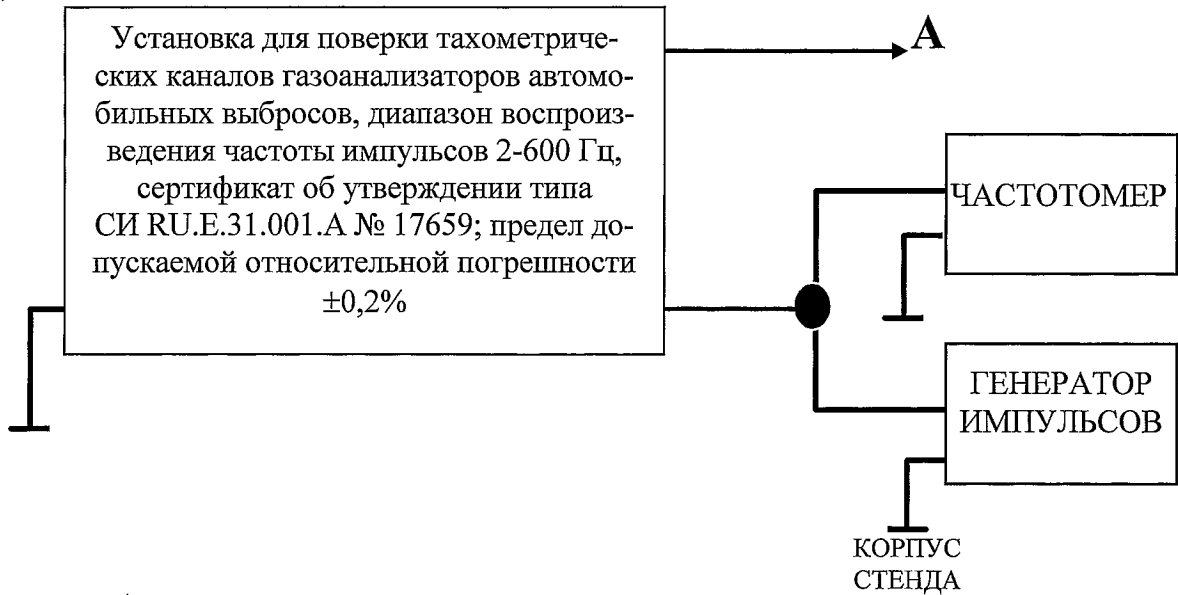 Установка для поверки тахометриче-
ских каналов газоанализаторов автомо-
бильных выбросов, диапазон воспроиз-
ведения частоты импульсов 2-600 Гц,
сертификат об утверждении типа
СИ RU.E.31.001.A № 17659; предел до-
пускаемой относительной погрешности
±0,2%
А
ЧАСТОТОМЕР
ГЕНЕРАТОР
ИМПУЛЬСОВ
КОРПУС
СТЕНДА